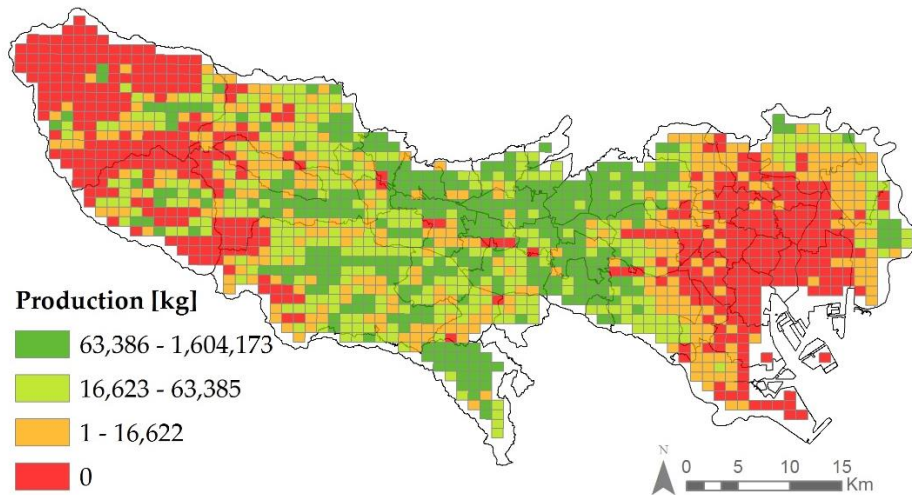 Production [kg]
63,386 - 1,604,173
16,623 - 63,385
1 - 16,622
0
N
0 5 10 15
Km